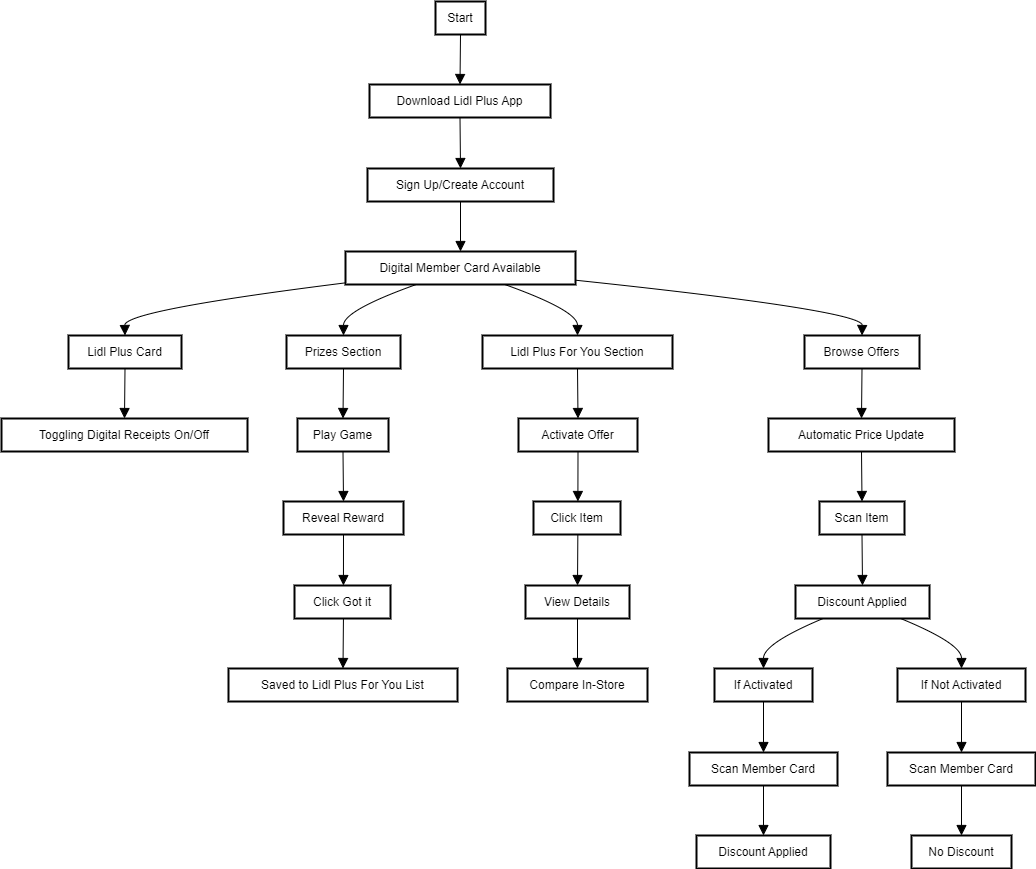 Start
Download Lidl Plus App
Sign Up/Create Account
Digital Member Card Available
Lidl Plus Card
Prizes Section
Lidl Plus For You Section
Browse Offers
Toggling Digital Receipts On/Off
Play Game
Activate Offer
Automatic Price Update
Reveal Reward
Click Item
Scan Item
Click Got it
View Details
Discount Applied
Saved to Lidl Plus For You List
Compare In-Store
If Activated
If Not Activated
Scan Member Card
Scan Member Card
Discount Applied
No Discount